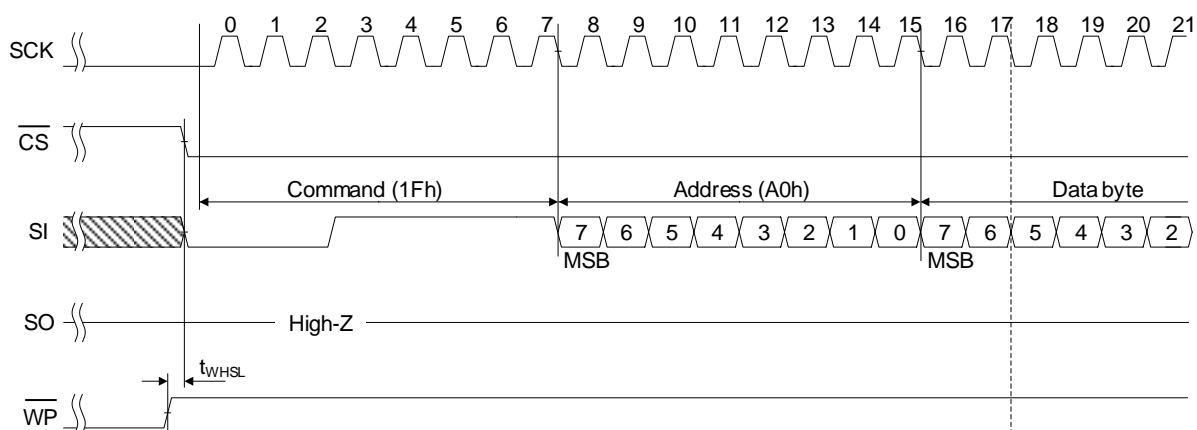 0 1 2 3 4 5 6 7 8 9 10 11 12 13 14 15 16 17 18 19 20 21
SCK
CS
Command (1Fh) Address (A0h) Data byte
SI 7 6 5 4 3 2 1 0 7 6 5 4 3 2
MSB MSB
SO High-Z
tWHSL
WP